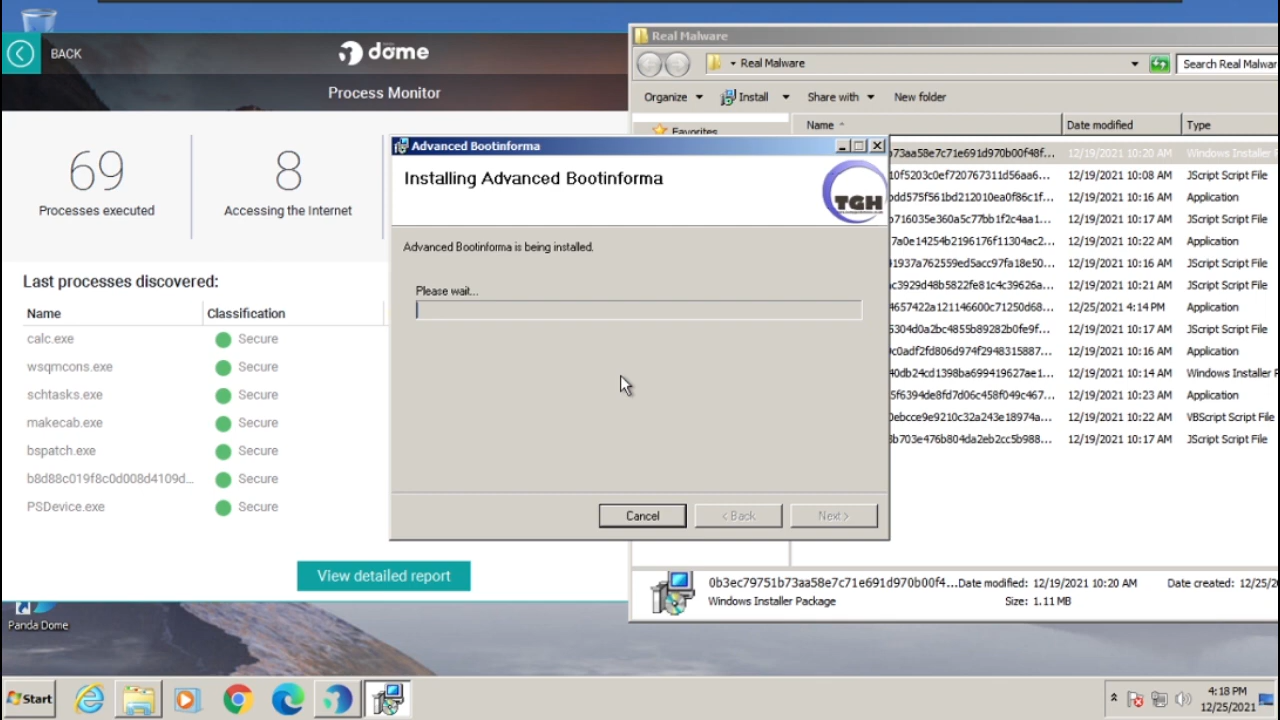 BACK
dome
Process Monitor
69
Processes executed
8
Accessing the Internet
Last processes discovered:
Name Classification
calc.exe Secure
wsqmcons.exe Secure
schtasks.exe Secure
makecab.exe Secure
bspatch.exe Secure
b8d88c019f8c0d008d4109d... Secure
PSDevice.exe Secure
View detailed report
Panda Dome
Real Malware
Real Malware
Search Real Malwar
Organize Install Share with New folder
Favorites
Name Date modified Type
b73aa58e7c71e691d970b00f48f... 12/19/2021 10:20 AM Windows Installer P
10f5203c0ef720767311d56aa6... 12/19/2021 10:08 AM JScript Script File
bdd575f561bd212010ea0f86c1f... 12/19/2021 10:16 AM Application
b716035e360a5c77bb1f2c4aa1... 12/19/2021 10:17 AM JScript Script File
7a0e14254b2196176f11304ac2... 12/19/2021 10:22 AM Application
41937a762559ed5acc97fa18e50... 12/19/2021 10:16 AM JScript Script File
ac3929d48b5822fe81c4c39626a... 12/19/2021 10:21 AM JScript Script File
4657422a121146600c71250d68... 12/25/2021 4:14 PM Application
5304d0a2bc4855b89282b0fe9f... 12/19/2021 10:17 AM JScript Script File
0c0adf2fd806d974f2948315887... 12/19/2021 10:16 AM Application
40db24cd1398ba699419627ae1... 12/19/2021 10:14 AM Windows Installer P
5f6394de8fd7d06c458f049c467... 12/19/2021 10:23 AM Application
0ebcce9e9210c32a243e18974a... 12/19/2021 10:22 AM VBScript Script File
8b703e476b804da2eb2cc5b988... 12/19/2021 10:17 AM JScript Script File
0b3ec79751b73aa58e7c71e691d970b00f4... Date modified: 12/19/2021 10:20 AM Date created: 12/25/2
Windows Installer Package Size: 1.11 MB
Advanced Bootinforma
Installing Advanced Bootinforma
TGH
Advanced Bootinforma is being installed.
Please wait...
Cancel < Back Next >
Start
4:18 PM
12/25/2021